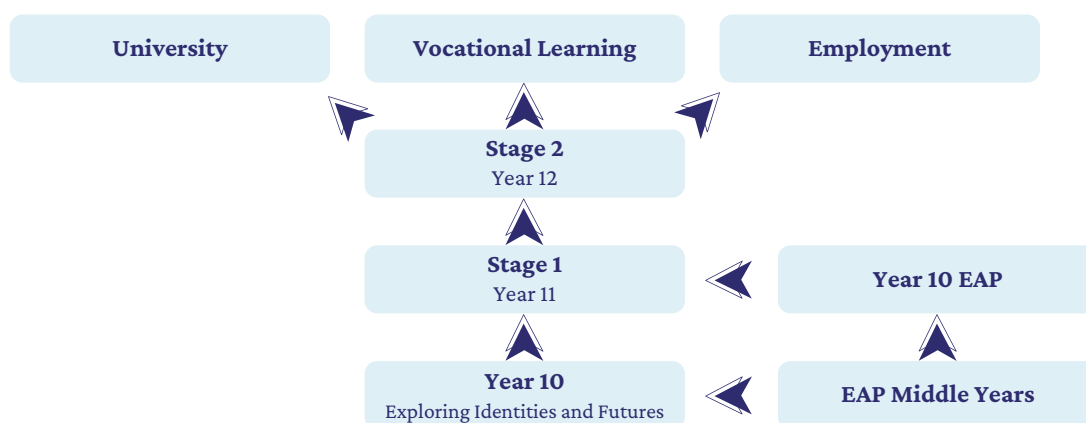 University
Vocational Learning
Employment
Stage 2
Year 12
Stage 1
Year 11
Year 10 EAP
Year 10
Exploring Identities and Futures
EAP Middle Years